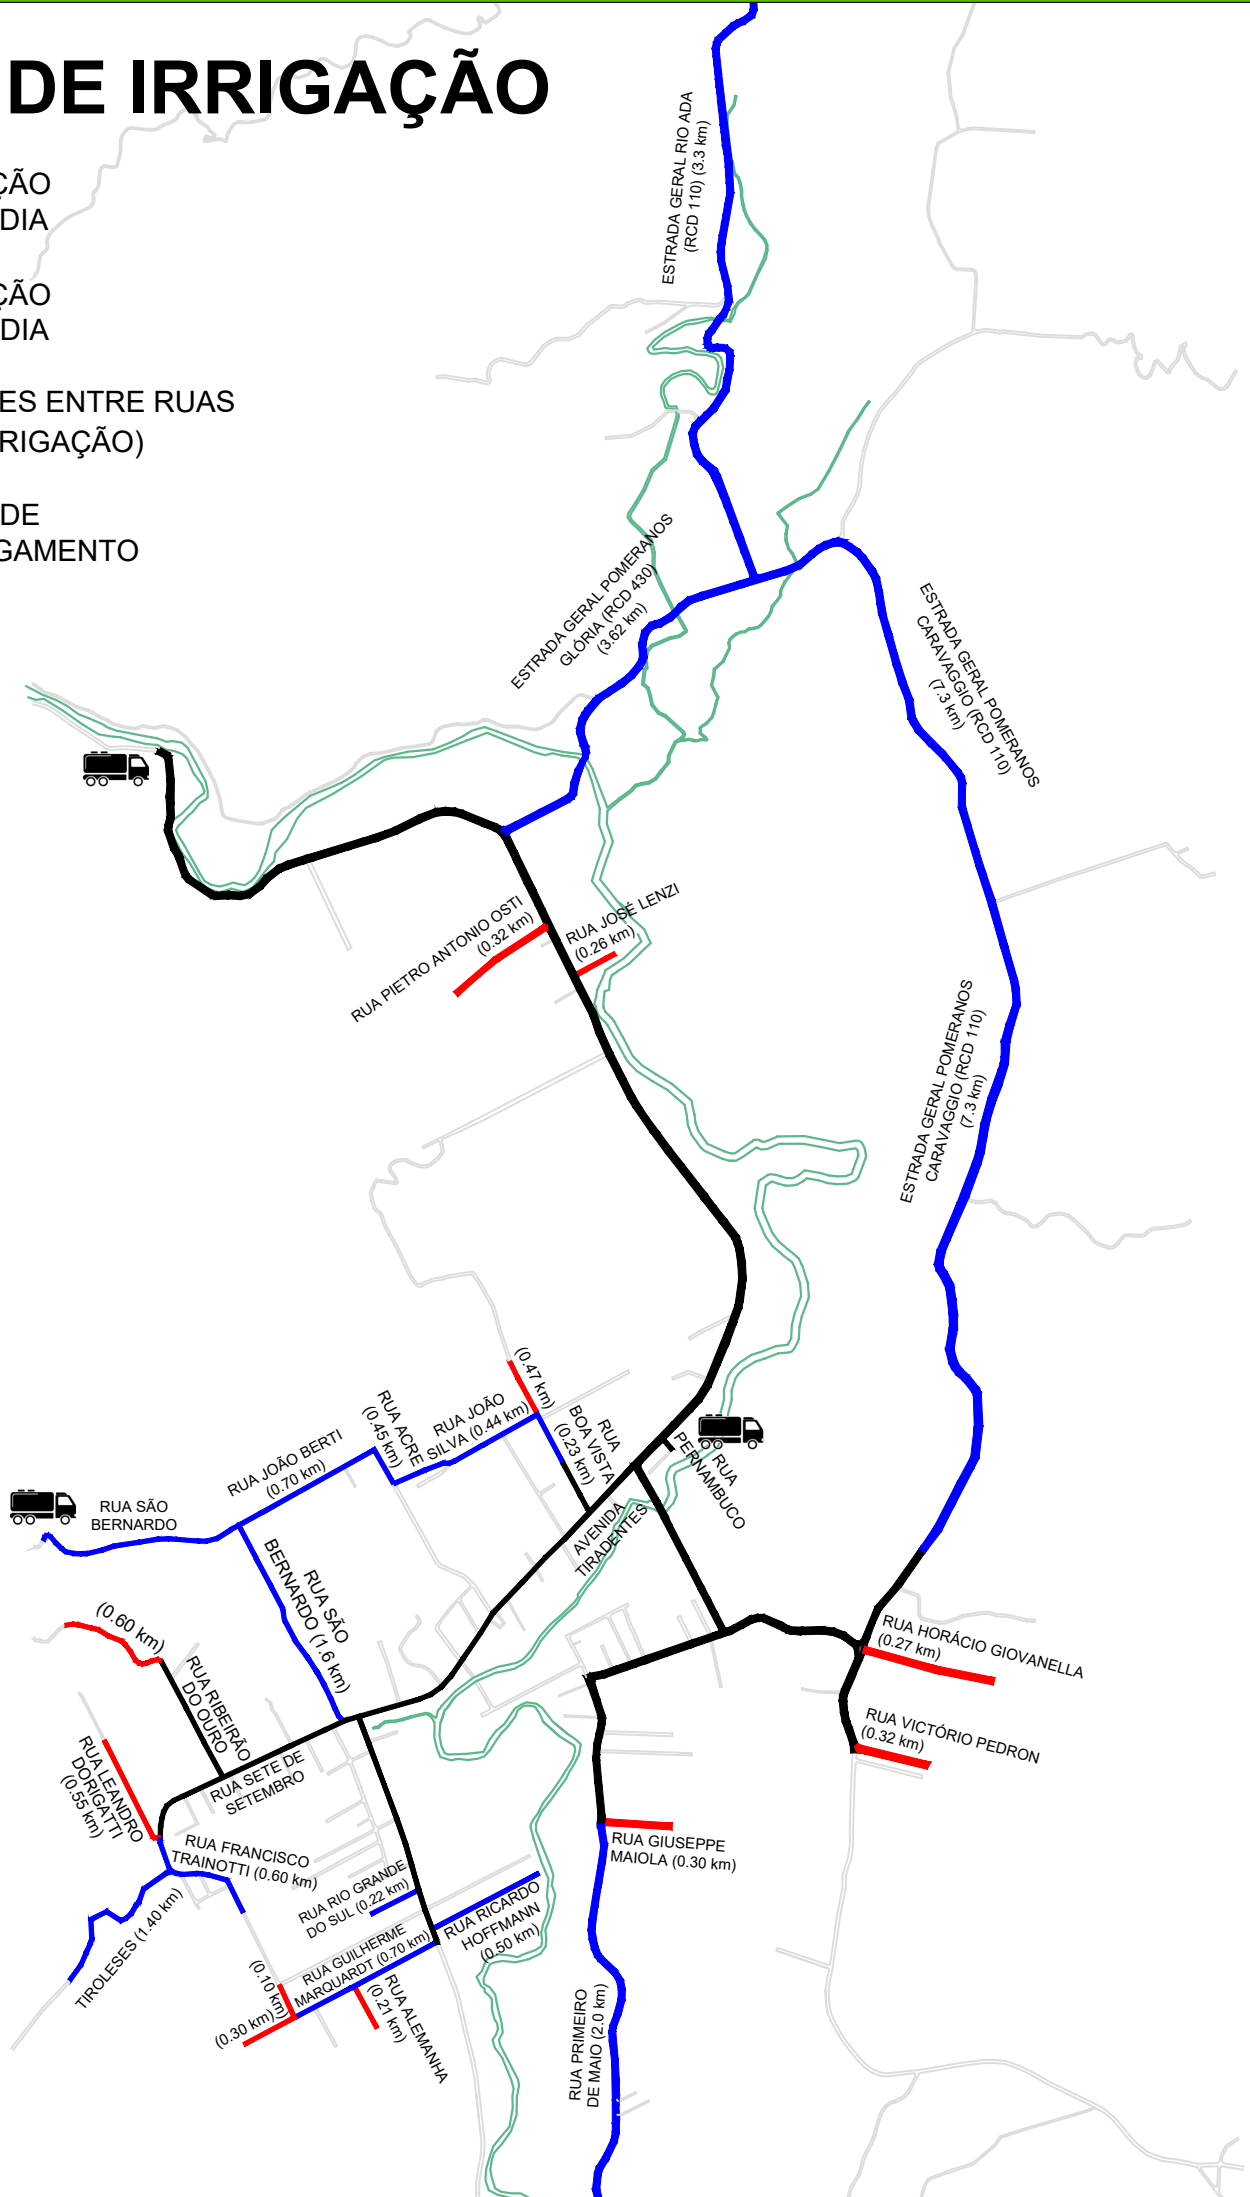 DE IRRIGAÇÃO
ÇÃO
DIA
ÇÃO
DIA
ES ENTRE RUAS
RIGAÇÃO)
DE
GAMENTO
ESTRADA GERAL RIO ADA
(RCD 110) (3.3 km)
ESTRADA GERAL POMERANOS
GLÓRIA (RCD 430)
(3.62 km)
ESTRADA GERAL POMERANOS
CARAVAGGIO (RCD 110)
(7.3 km)
RUA PIETRO ANTONIO OSTI
(0.32 km)
RUA JOSÉ LENZI
(0.26 km)
ESTRADA GERAL POMERANOS
CARAVAGGIO (RCD 110)
(7.3 km)
(0.47 km)
RUA JOÃO
SILVA (0.44 km)
RUA ACRE
(0.45 km)
RUA
BOA VISTA
(0.23 km)
RUA JOÃO BERTI
(0.70 km)
RUA
PERNAMBUCO
RUA SÃO
BERNARDO
AVENIDA
TIRADENTES
RUA SÃO
BERNARDO (1.6 km)
(0.60 km)
RUA RIBEIRÃO
DO OURO
RUA HORÁCIO GIOVANELLA
(0.27 km)
RUA VICTÓRIO PEDRON
(0.32 km)
RUA LEANDRO
DORIGATTI
(0.55 km)
RUA SETE DE
SETEMBRO
RUA FRANCISCO
TRAINOTTI (0.60 km)
RUA GIUSEPPE
MAIOLA (0.30 km)
TIROLESES (1.40 km)
RUA RIO GRANDE
DO SUL (0.22 km)
RUA RICARDO
HOFFMANN
(0.50 km)
RUA GUILHERME
MARQUARDT (0.70 km)
(0.10 km)
(0.30 km)
RUA ALEMANHA
(0.21 km)
RUA PRIMEIRO
DE MAIO (2.0 km)